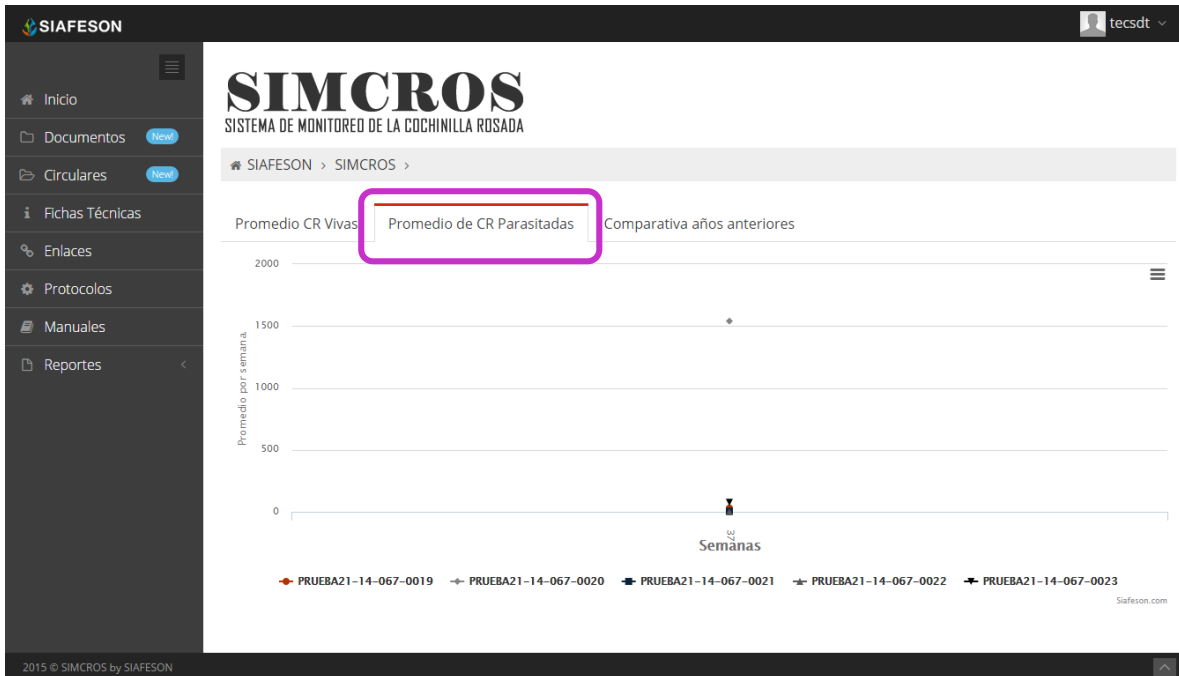 SIAFESON
tecsdt
Inicio
Documentos New!
Circulares New!
Fichas Técnicas
Enlaces
Protocolos
Manuales
Reportes
SIMCROS
SISTEMA DE MONITOREO DE LA COCHINILLA ROSADA
SIAFESON > SIMCROS >
Promedio CR Vivas
Promedio de CR Parasitadas
Comparativa años anteriores
Promedio por semana.
2000
1500
1000
500
0
37
Semanas
PRUEBA21-14-067-0019 PRUEBA21-14-067-0020 PRUEBA21-14-067-0021 PRUEBA21-14-067-0022 PRUEBA21-14-067-0023
Siafeson.com
2015 © SIMCROS by SIAFESON